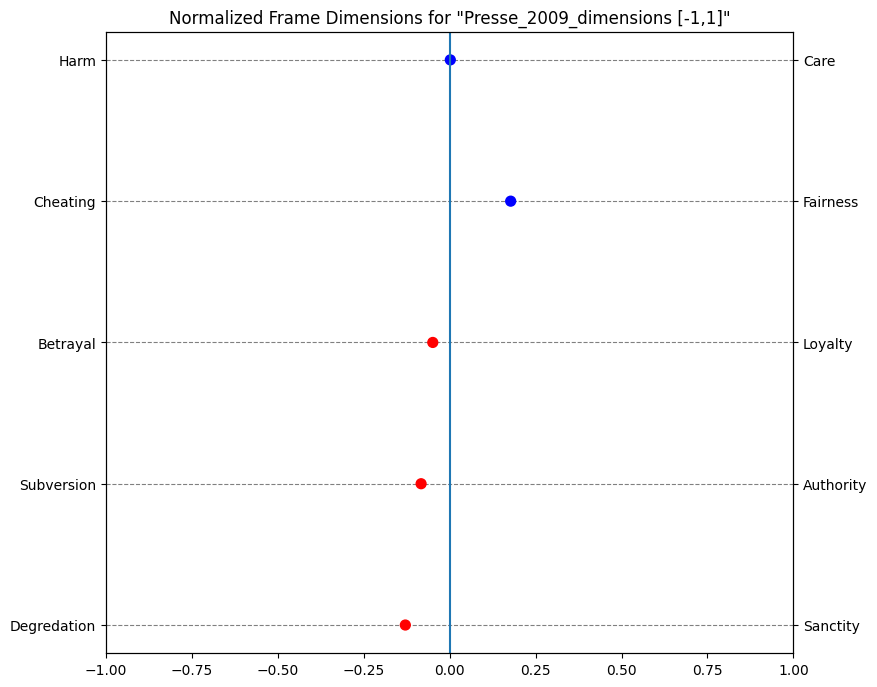 Normalized Frame Dimensions for "Presse_2009_dimensions [-1,1]"
Harm Care
Cheating Fairness
Betrayal Loyalty
Subversion Authority
Degredation Sanctity
−1.00 −0.75 −0.50 −0.25 0.00 0.25 0.50 0.75 1.00